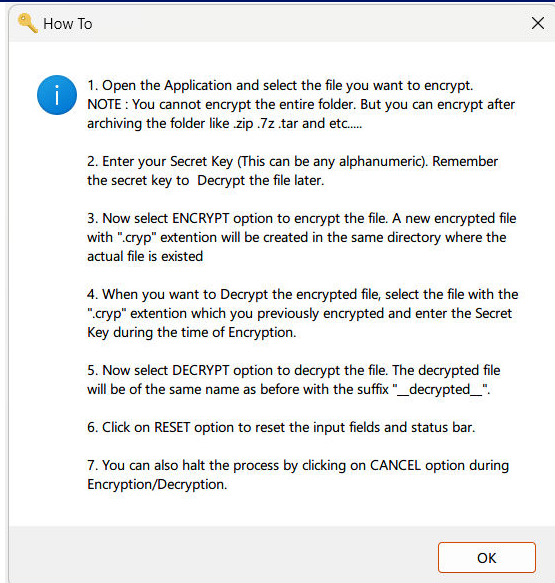 How To
1. Open the Application and select the file you want to encrypt.
NOTE : You cannot encrypt the entire folder. But you can encrypt after
archiving the folder like .zip .7z .tar and etc.....
2. Enter your Secret Key (This can be any alphanumeric). Remember
the secret key to  Decrypt the file later.
3. Now select ENCRYPT option to encrypt the file. A new encrypted file
with ".cryp" extention will be created in the same directory where the
actual file is existed
4. When you want to Decrypt the encrypted file, select the file with the
".cryp" extention which you previously encrypted and enter the Secret
Key during the time of Encryption.
5. Now select DECRYPT option to decrypt the file. The decrypted file
will be of the same name as before with the suffix "__decrypted__".
6. Click on RESET option to reset the input fields and status bar.
7. You can also halt the process by clicking on CANCEL option during
Encryption/Decryption.
OK